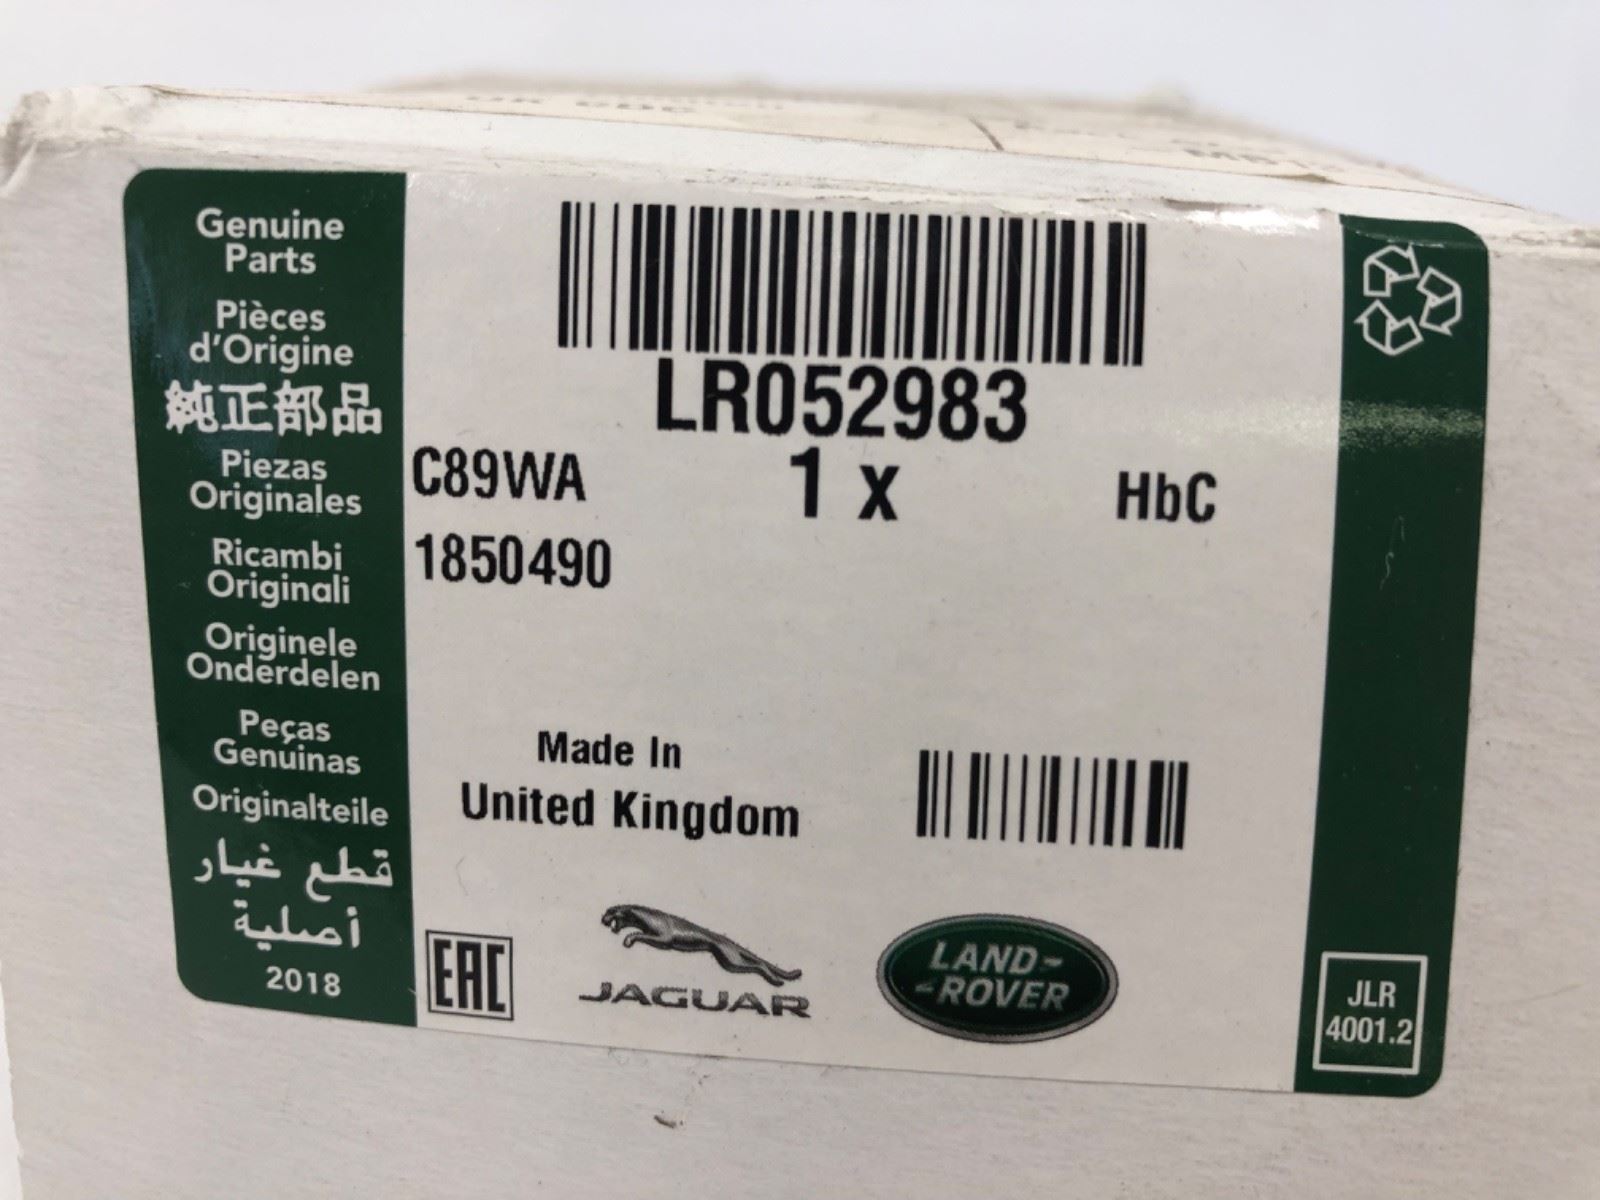 Genuine
Parts
Pièces
d'Origine
純正部品
Piezas
Originales
Ricambi
Originali
Originele
Onderdelen
Peças
Genuinas
Originalteile
قطع غيار
أصلية
2018
LR052983
C89WA
1 x
HbC
1850490
Made In
United Kingdom
EAC
JAGUAR
LAND-
-ROVER
JLR
4001.2